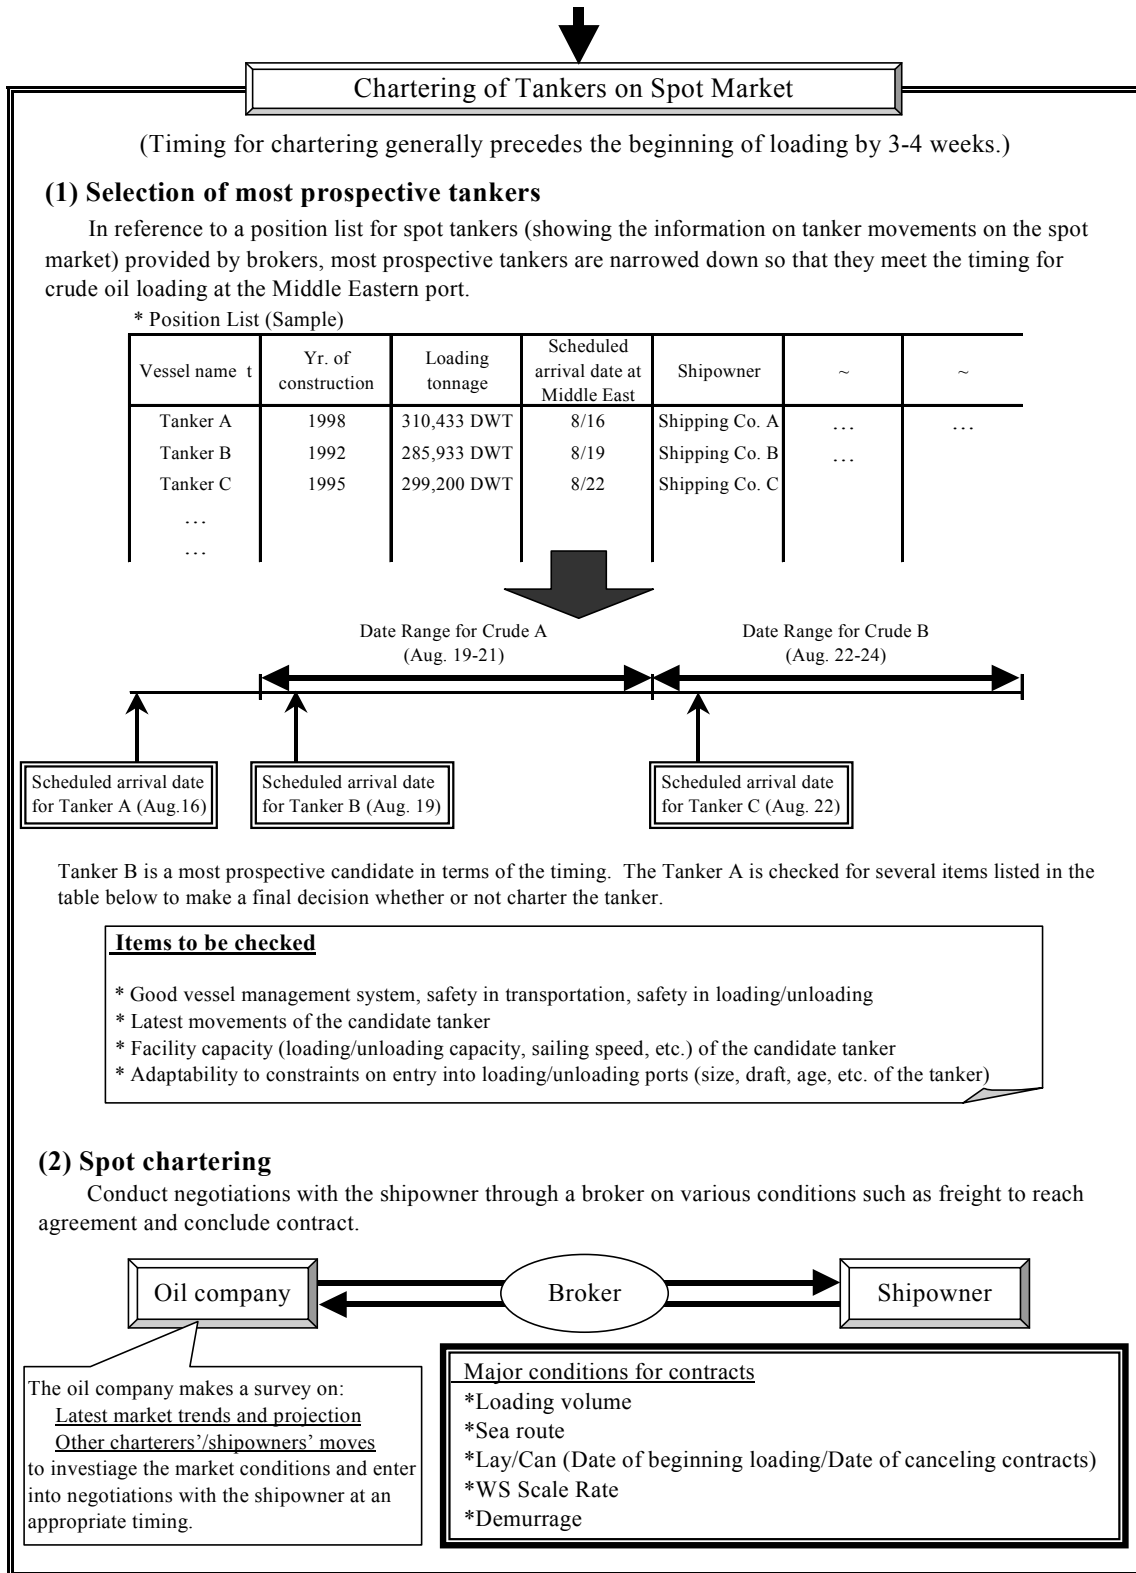 Chartering of Tankers on Spot Market
(Timing for chartering generally precedes the beginning of loading by 3-4 weeks.)
(1) Selection of most prospective tankers
In reference to a position list for spot tankers (showing the information on tanker movements on the spot
market) provided by brokers, most prospective tankers are narrowed down so that they meet the timing for
crude oil loading at the Middle Eastern port.
* Position List (Sample)
Vessel name t Yr. of construction Loading tonnage Scheduled arrival date at Middle East Shipowner ~ ~
Tanker A 1998 310,433 DWT 8/16 Shipping Co. A … …
Tanker B 1992 285,933 DWT 8/19 Shipping Co. B …
Tanker C 1995 299,200 DWT 8/22 Shipping Co. C
…
…
Date Range for Crude A
(Aug. 19-21)
Date Range for Crude B
(Aug. 22-24)
Scheduled arrival date
for Tanker A (Aug.16)
Scheduled arrival date
for Tanker B (Aug. 19)
Scheduled arrival date
for Tanker C (Aug. 22)
Tanker B is a most prospective candidate in terms of the timing. The Tanker A is checked for several items listed in the
table below to make a final decision whether or not charter the tanker.
Items to be checked
* Good vessel management system, safety in transportation, safety in loading/unloading
* Latest movements of the candidate tanker
* Facility capacity (loading/unloading capacity, sailing speed, etc.) of the candidate tanker
* Adaptability to constraints on entry into loading/unloading ports (size, draft, age, etc. of the tanker)
(2) Spot chartering
Conduct negotiations with the shipowner through a broker on various conditions such as freight to reach
agreement and conclude contract.
Oil company
Broker
Shipowner
The oil company makes a survey on:
Latest market trends and projection
Other charterers’/shipowners’ moves
to investiage the market conditions and enter
into negotiations with the shipowner at an
appropriate timing.
Major conditions for contracts
*Loading volume
*Sea route
*Lay/Can (Date of beginning loading/Date of canceling contracts)
*WS Scale Rate
*Demurrage